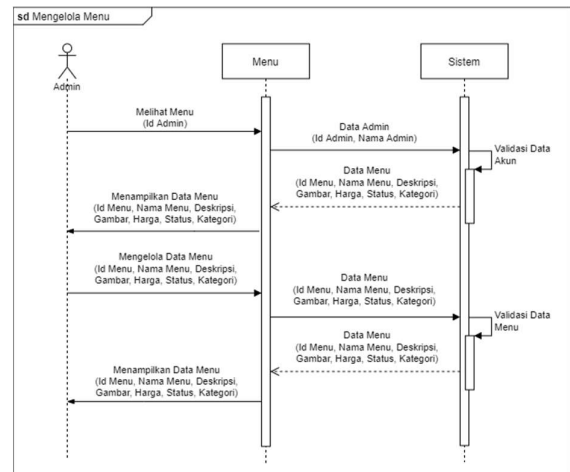 sd Mengelola Menu
Admin
Menu
Sistem
Melihat Menu
(Id Admin)
Data Admin
(Id Admin, Nama Admin)
Validasi Data
Akun
Data Menu
(Id Menu, Nama Menu, Deskripsi,
Gambar, Harga, Status, Kategori)
Menampilkan Data Menu
(Id Menu, Nama Menu, Deskripsi,
Gambar, Harga, Status, Kategori)
Mengelola Data Menu
(Id Menu, Nama Menu, Deskripsi,
Gambar, Harga, Status, Kategori)
Data Menu
(Id Menu, Nama Menu, Deskripsi,
Gambar, Harga, Status, Kategori)
Validasi Data
Menu
Data Menu
(Id Menu, Nama Menu, Deskripsi,
Gambar, Harga, Status, Kategori)
Menampilkan Data Menu
(Id Menu, Nama Menu, Deskripsi,
Gambar, Harga, Status, Kategori)